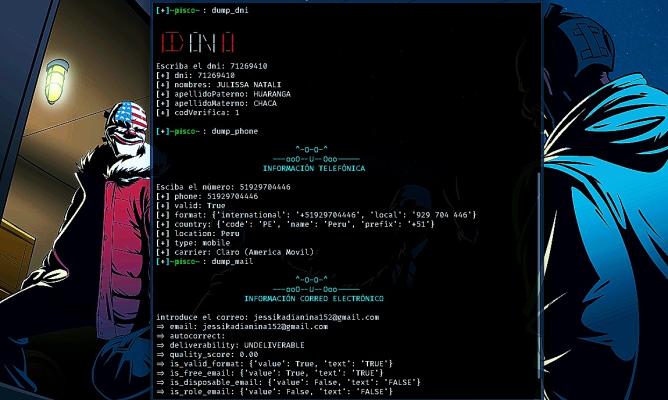 [+]~pisco~ : dump_dni
DNI
Escriba el dni: 71269410
[+] dni: 71269410
[+] nombres: JULISSA NATALI
[+] apellidoPaterno: HUARANGA
[+] apellidoMaterno: CHACA
[+] codVerifica: 1
[+]~pisco~ : dump_phone
^-o-o-^
———ooO--U--Ooo———
INFORMACIÓN TELEFÓNICA
Esciba el número: 51929704446
[+] phone: 51929704446
[+] valid: True
[+] format: {'international': '+51929704446', 'local': '929 704 446'}
[+] country: {'code': 'PE', 'name': 'Peru', 'prefix': '+51'}
[+] location: Peru
[+] type: mobile
[+] carrier: Claro (America Movil)
[+]~pisco~ : dump_mail
^-o-o-^
———ooO--U--Ooo———
INFORMACIÓN CORREO ELECTRÓNICO
introduce el correo: jessikadianina152@gmail.com
⇒ email: jessikadianina152@gmail.com
⇒ autocorrect:
⇒ deliverability: UNDELIVERABLE
⇒ quality_score: 0.00
⇒ is_valid_format: {'value': True, 'text': 'TRUE'}
⇒ is_free_email: {'value': True, 'text': 'TRUE'}
⇒ is_disposable_email: {'value': False, 'text': 'FALSE'}
⇒ is_role_email: {'value': False, 'text': 'FALSE'}